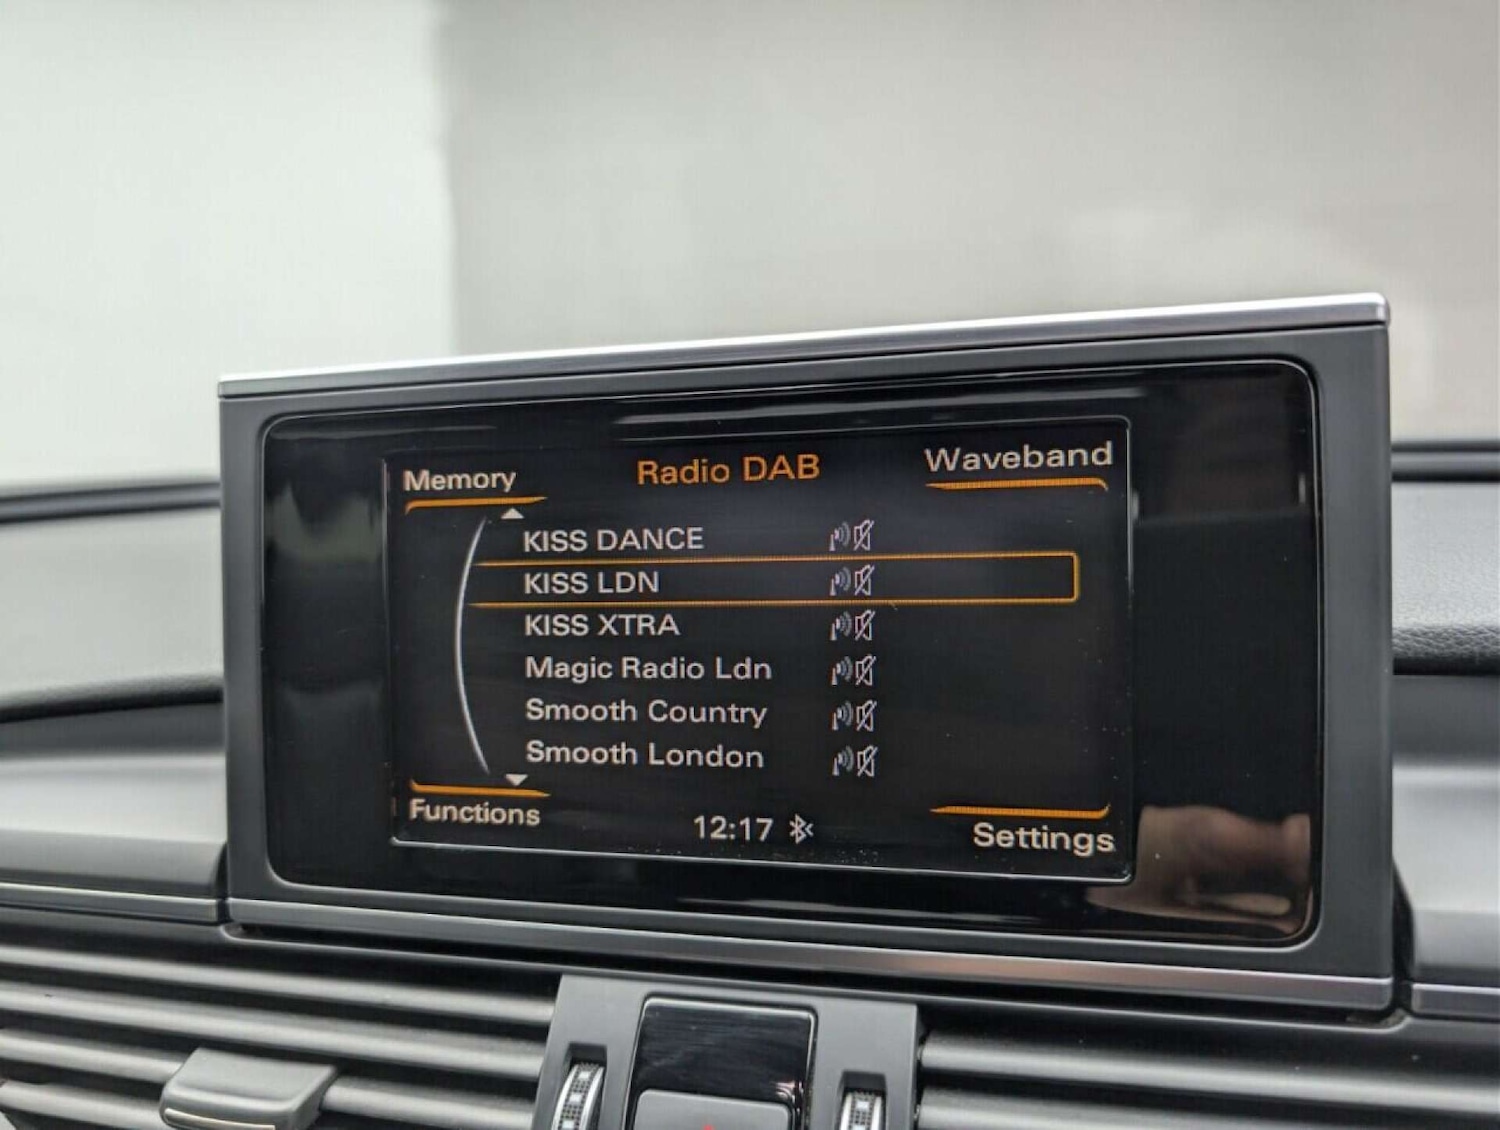 Memory
Radio DAB
Waveband
KISS DANCE
KISS LDN
KISS XTRA
Magic Radio Ldn
Smooth Country
Smooth London
Functions
12:17
Settings